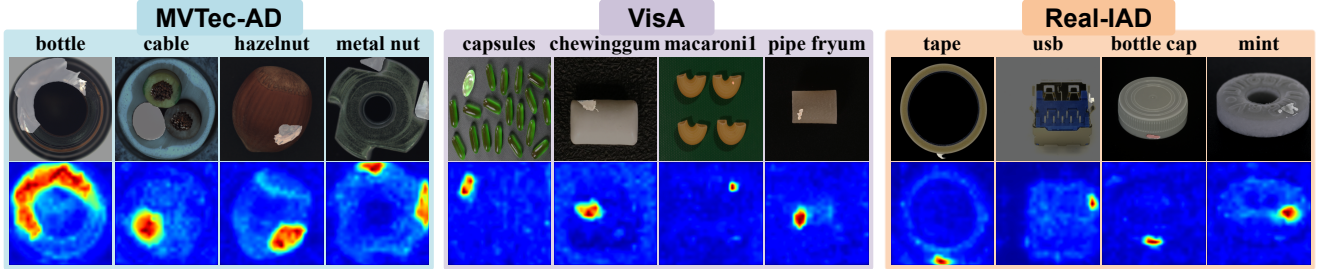 MVTec-AD
bottle cable hazelnut metal nut
VisA
capsules chewinggum macaroni1 pipe fryum
Real-IAD
tape usb bottle cap mint